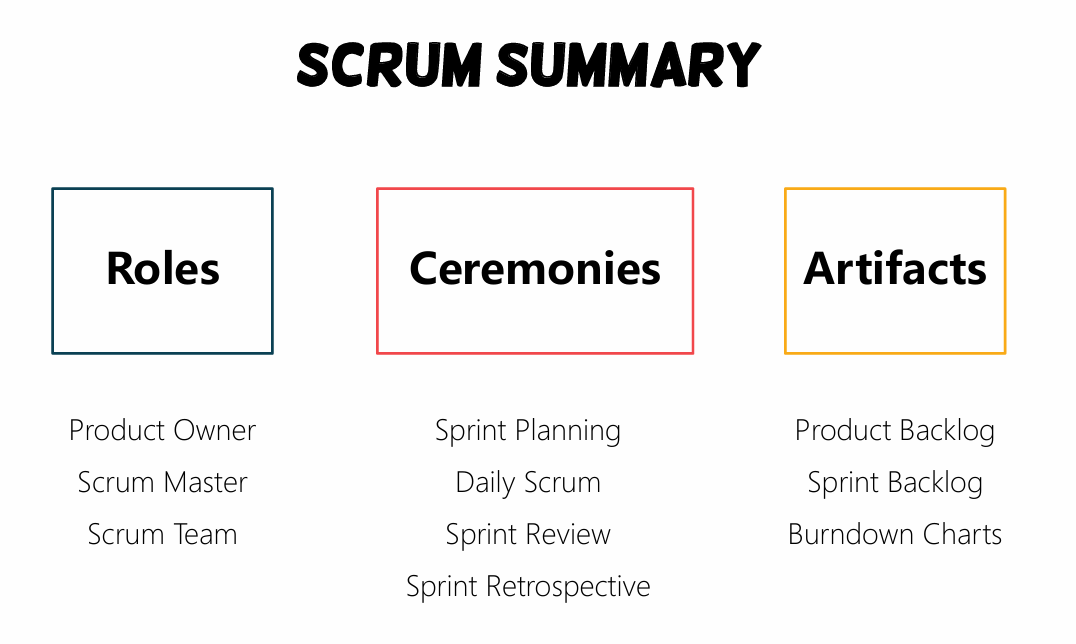 SCRUM SUMMARY
Roles
Product Owner
Scrum Master
Scrum Team
Ceremonies
Sprint Planning
Daily Scrum
Sprint Review
Sprint Retrospective
Artifacts
Product Backlog
Sprint Backlog
Burndown Charts